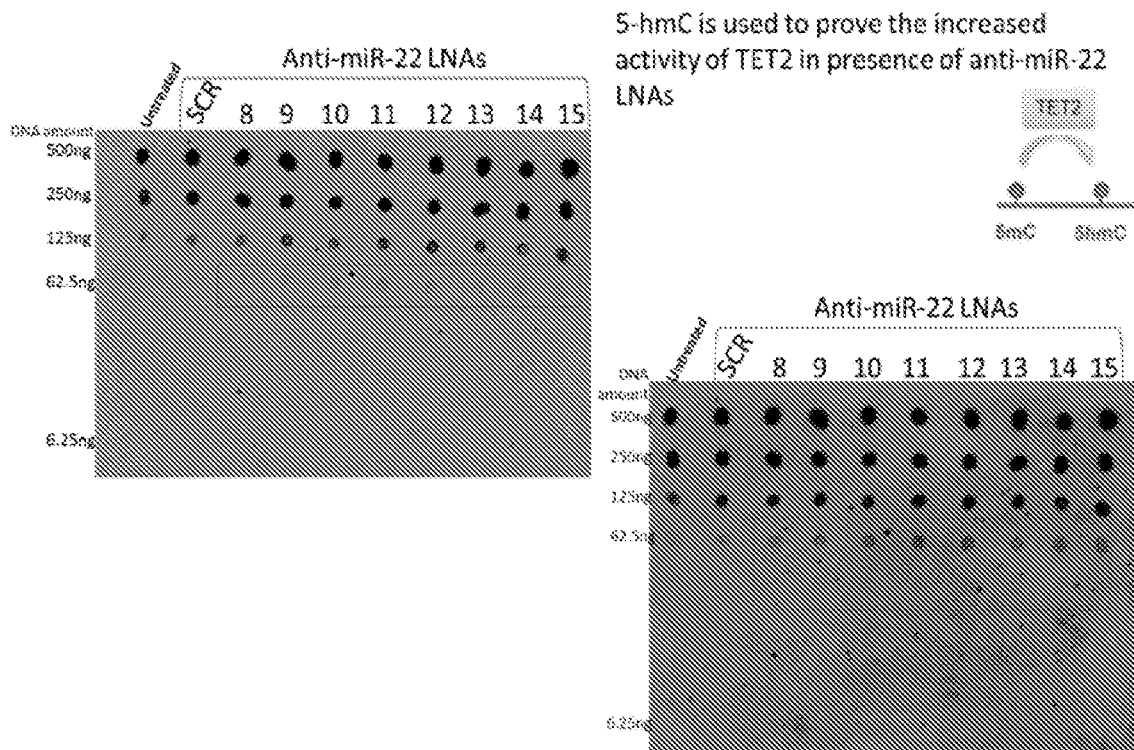 5-hmC is used to prove the increased
activity of TET2 in presence of anti-miR-22
LNAs
TET2
5mC 5hmC
Anti-miR-22 LNAs
Untreated SCR 8 9 10 11 12 13 14 15
DNA amount
500ng
250ng
125ng
62.5ng
6.25ng
Anti-miR-22 LNAs
Untreated SCR 8 9 10 11 12 13 14 15
DNA
amount
500ng
250ng
125ng
62.5ng
6.25ng